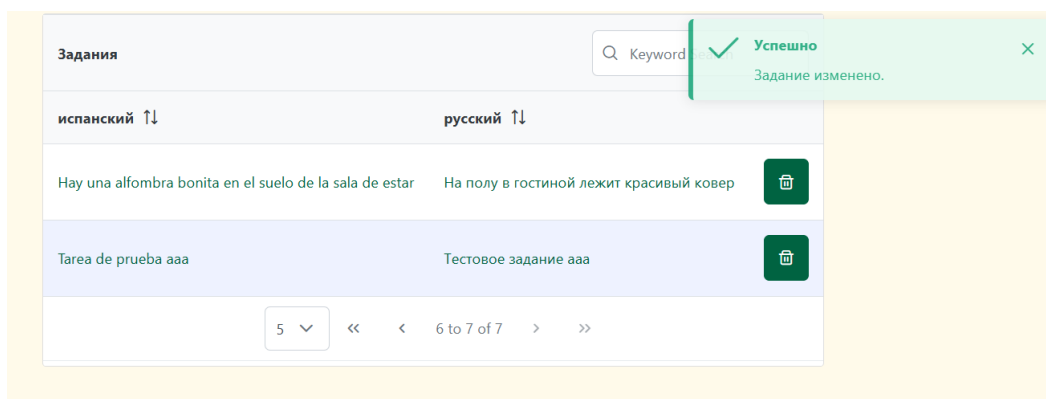 Задания
Keyword Search
Успешно
Задание изменено.
испанский
русский
Hay una alfombra bonita en el suelo de la sala de estar
На полу в гостиной лежит красивый ковер
Tarea de prueba aaa
Тестовое задание aaa
5
6 to 7 of 7